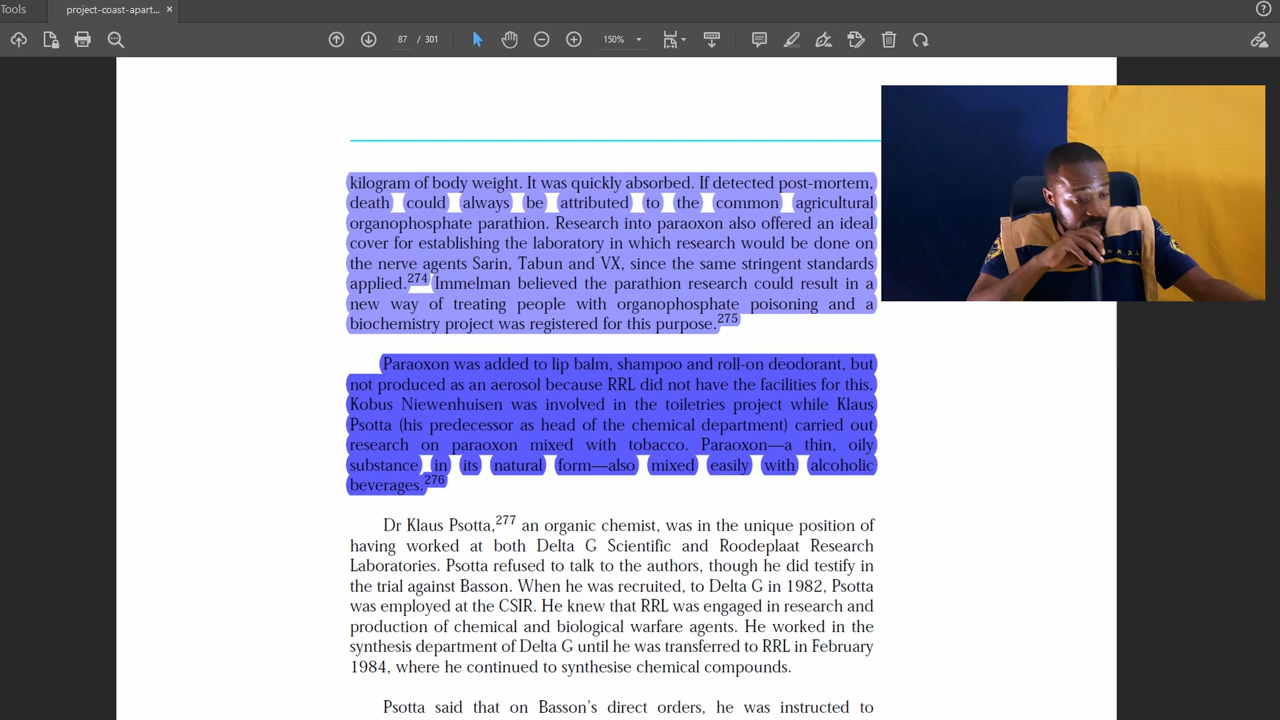 Tools
project-coast-apart... ×
87 / 301
150%
kilogram of body weight. It was quickly absorbed. If detected post-mortem,
death could always be attributed to the common agricultural
organophosphate parathion. Research into paraoxon also offered an ideal
cover for establishing the laboratory in which research would be done on
the nerve agents Sarin, Tabun and VX, since the same stringent standards
applied.274 Immelman believed the parathion research could result in a
new way of treating people with organophosphate poisoning and a
biochemistry project was registered for this purpose.275
Paraoxon was added to lip balm, shampoo and roll-on deodorant, but
not produced as an aerosol because RRL did not have the facilities for this.
Kobus Niewenhuisen was involved in the toiletries project while Klaus
Psotta (his predecessor as head of the chemical department) carried out
research on paraoxon mixed with tobacco. Paraoxon—a thin, oily
substance in its natural form—also mixed easily with alcoholic
beverages.276
Dr Klaus Psotta,277 an organic chemist, was in the unique position of
having worked at both Delta G Scientific and Roodeplaat Research
Laboratories. Psotta refused to talk to the authors, though he did testify in
the trial against Basson. When he was recruited, to Delta G in 1982, Psotta
was employed at the CSIR. He knew that RRL was engaged in research and
production of chemical and biological warfare agents. He worked in the
synthesis department of Delta G until he was transferred to RRL in February
1984, where he continued to synthesise chemical compounds.
Psotta said that on Basson's direct orders, he was instructed to